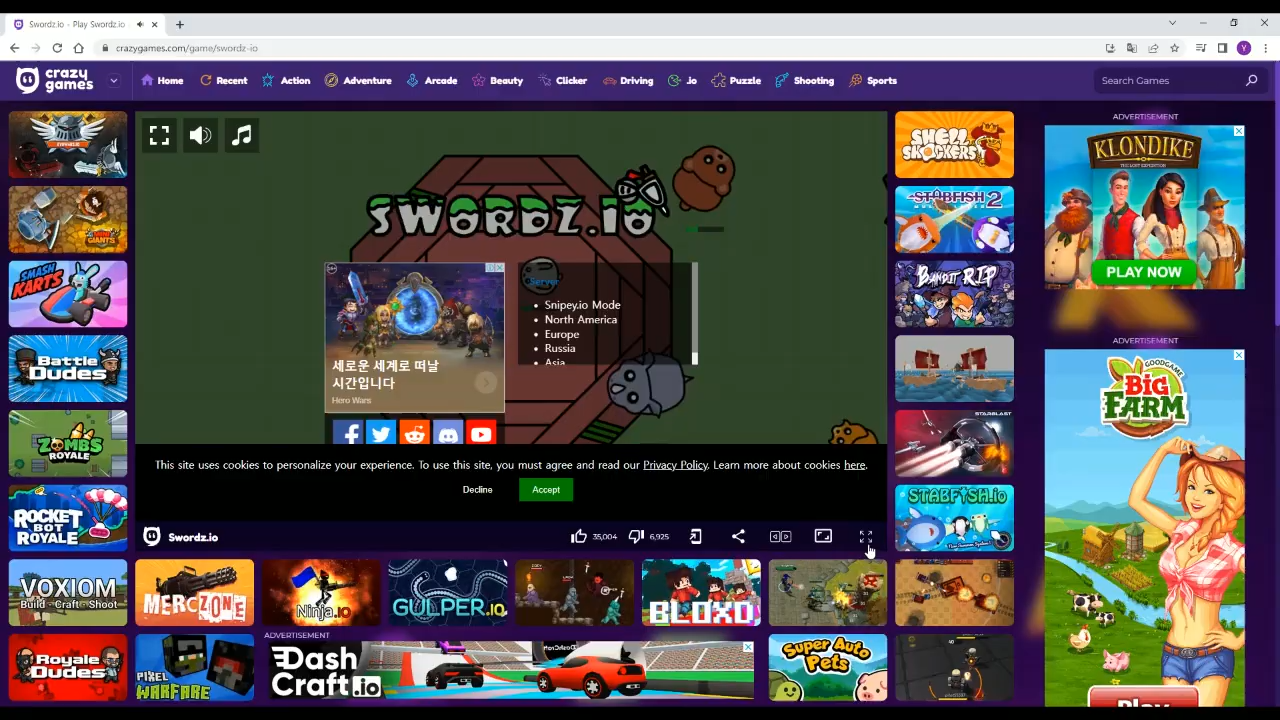 Swordz.io - Play Swordz.io
crazygames.com/game/swordz-io
Y
crazy
games
Home
Recent
Action
Adventure
Arcade
Beauty
Clicker
Driving
.io
Puzzle
Shooting
Sports
Search Games
SWORDZ.IO
Server
Snipey.io Mode
North America
Europe
Russia
Asia
세로운 세계로 떠날
시간입니다
Hero Wars
This site uses cookies to personalize your experience. To use this site, you must agree and read our Privacy Policy. Learn more about cookies here.
Decline
Accept
Swordz.io
35,004
6,925
SMASH
KARTS
Battle
Dudes
ZOMBS
ROYALE
ROCKET
BOT
ROYALE
VOXIOM
Build - Craft - Shoot
Royale
Dudes
MERCZONE
Ninja.io
GULPER.IO
BLOXD
PIXEL
WARFARE
ADVERTISEMENT
Dash
Craft.io
Super Auto
Pets
SHELL
SHOCKERS
STABFISH 2
BANDIT RIP
STARBLAST
STABFISH.io
ADVERTISEMENT
KLONDIKE
THE LOST EXPEDITION
PLAY NOW
ADVERTISEMENT
GOODGAME
BIG
FARM
Play